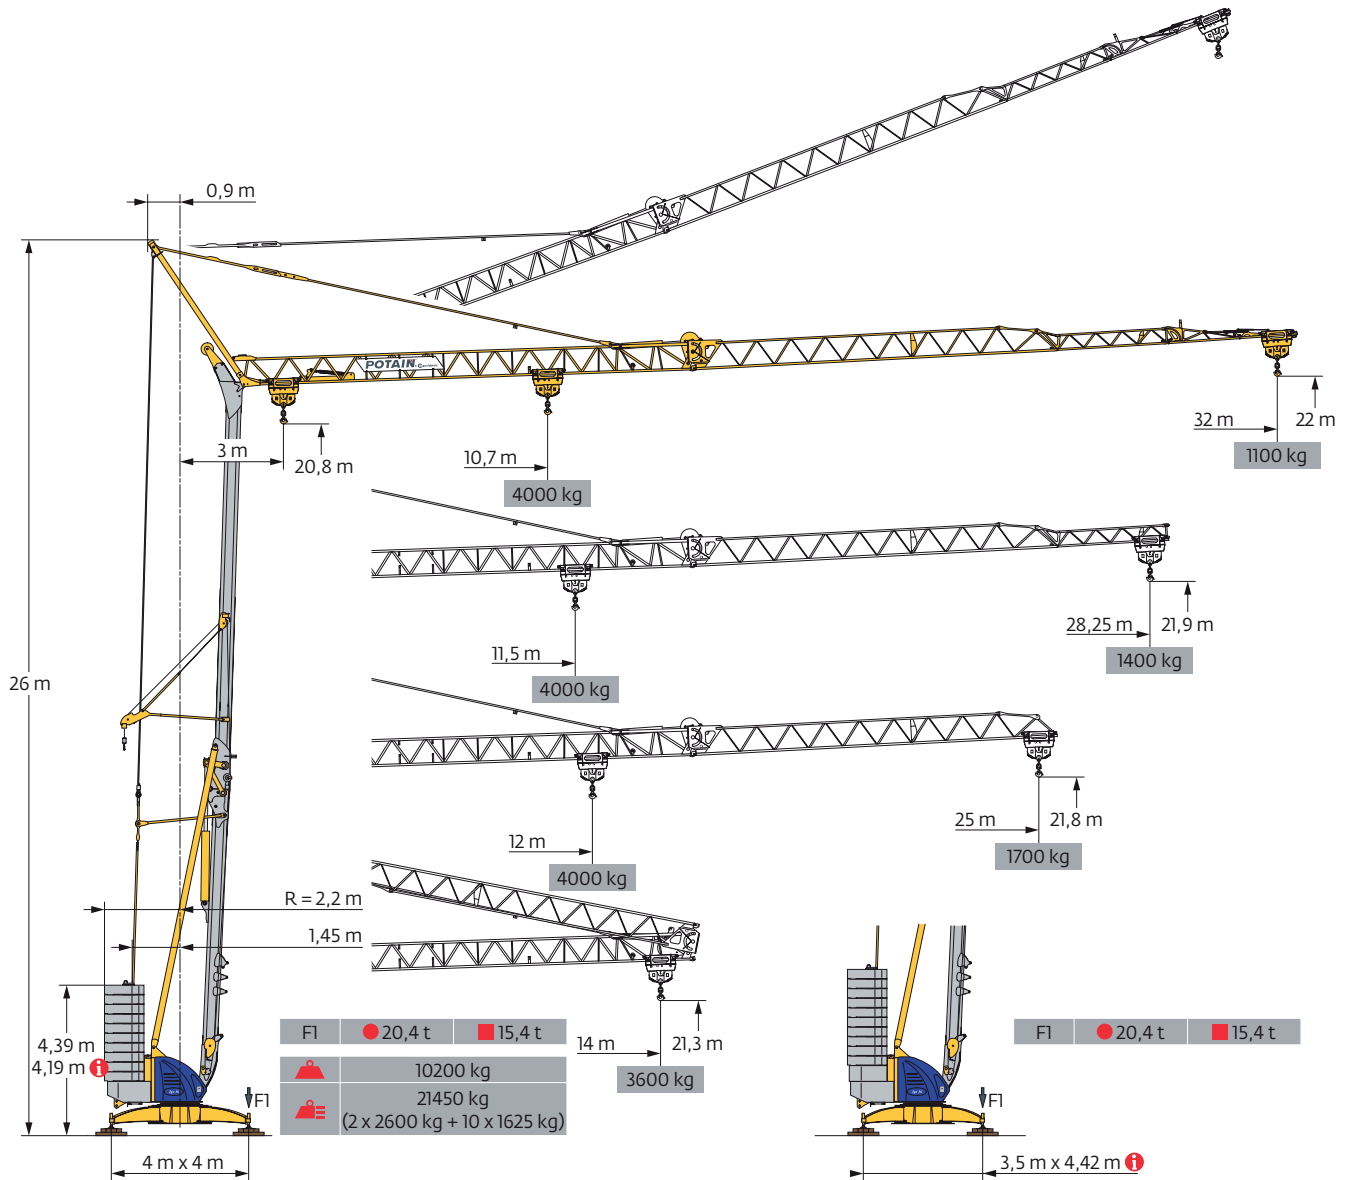 0,9 m
POTAIN
3 m
20,8 m
10,7 m
4000 kg
32 m
22 m
1100 kg
26 m
11,5 m
4000 kg
28,25 m
21,9 m
1400 kg
12 m
4000 kg
25 m
21,8 m
1700 kg
R = 2,2 m
1,45 m
4,39 m
4,19 m i
F1 20,4 t 15,4 t
10200 kg
21450 kg
(2 x 2600 kg + 10 x 1625 kg)
14 m
21,3 m
3600 kg
F1
4 m x 4 m
F1 20,4 t 15,4 t
F1
3,5 m x 4,42 m i